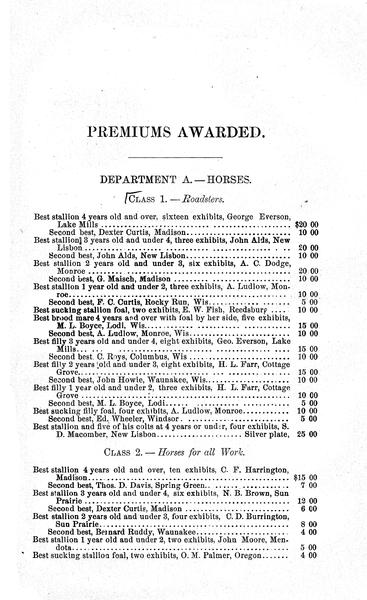 PREMIUMS AWARDED.
DEPARTMENT A.—HORSES.
CLASS 1.—Roadsters.
Best stallion 4 years old and over, sixteen exhibits, George Everson,
Lake Mills........ $20 00
Second best, Dexter Curtis, Madison........ 10 00
Best stallion 3 years old and under 4, three exhibits, John Alds, New
Lisbon........ 20 00
Second best, John Alds, New Lisbon........ 10 00
Best stallion 2 years old and under 3, six exhibits, A. C. Dodge,
Monroe........ 20 00
Second best, G. Maisch, Madison........ 10 00
Best stallion 1 year old and under 2, three exhibits, A. Ludlow, Mon-
roe........ 10 00
Second best, F. C. Curtis, Rocky Run, Wis........ 5 00
Best sucking stallion foal, two exhibits, E. W. Fish, Reedsburg .... 10 00
Best brood mare 4 years and over with foal by her side, five exhibits,
M. L. Boyce, Lodi, Wis........ 15 00
Second best, A. Ludlow, Monroe, Wis........ 10 00
Best filly 3 years old and under 4, eight exhibits, Geo. Everson, Lake
Mills........ 15 00
Second best, C. Roys, Columbus, Wis........ 10 00
Best filly 2 years old and under 3, eight exhibits, H. L. Farr, Cottage
Grove........ 15 00
Second best, John Howie, Waunakee, Wis........ 10 00
Best filly 1 year old and under 2, three exhibits, H. L. Farr, Cottage
Grove........ 10 00
Second best, M. L. Boyce, Lodi........ 5 00
Best sucking filly foal, four exhibits, A. Ludlow, Monroe........ 10 00
Second best, Ed. Wheeler, Windsor........ 5 00
Best stallion and five of his colts at 4 years or under, four exhibits, S.
D. Macomber, New Lisbon........ Silver plate, 25 00
CLASS 2.—Horses for all Work.
Best stallion 4 years old and over, ten exhibits, C. F. Harrington,
Madison........ $15 00
Second best, Thos. D. Davis, Spring Green........ 7 00
Best stallion 3 years old and under 4, six exhibits, N. B. Brown, Sun
Prairie........ 12 00
Second best, Dexter Curtis, Madison........ 6 00
Best stallion 2 years old and under 3, four exhibits, C. D. Burrington,
Sun Prairie........ 8 00
Second best, Bernard Ruddy, Waunakee........ 4 00
Best stallion 1 year old and under 2, two exhibits, John Moore, Men-
dota........ 5 00
Best sucking stallion foal, two exhibits, O. M. Palmer, Oregon........ 4 00